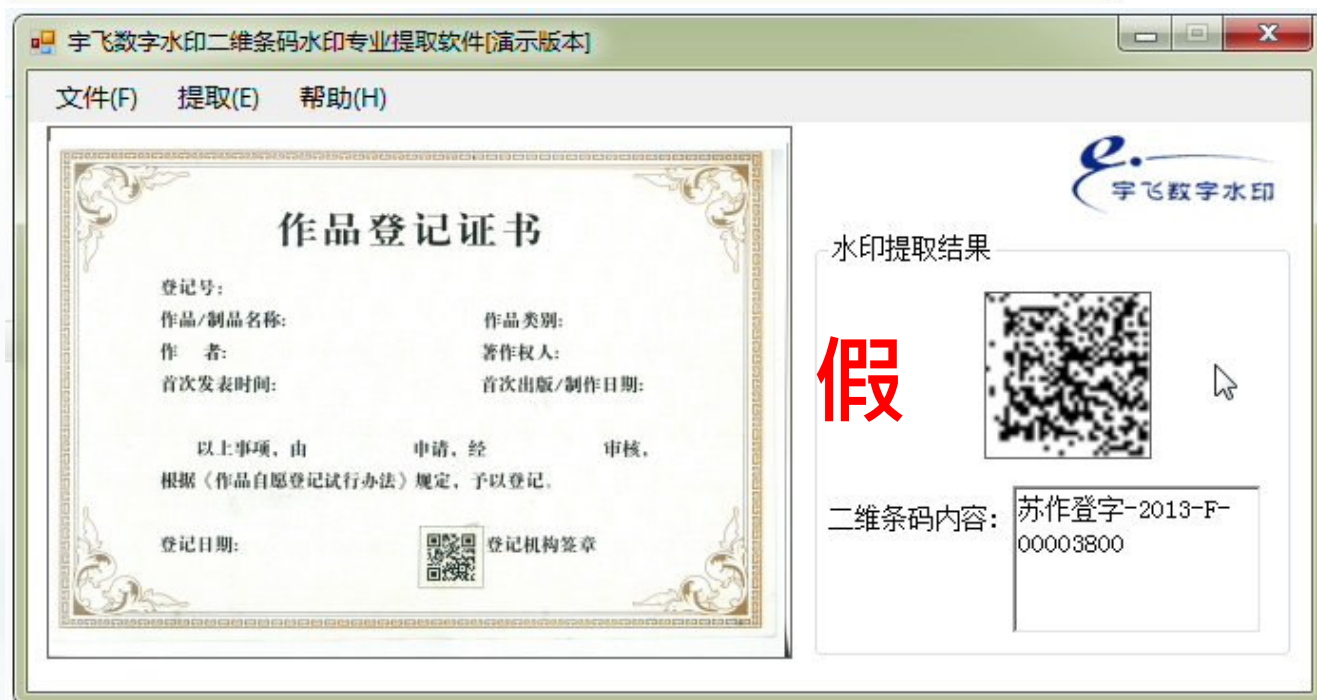 宇飞数字水印二维条码水印专业提取软件[演示版本]
文件(F) 提取(E) 帮助(H)
作品登记证书
登记号:
作品/制品名称: 作品类别:
作 者: 著作权人:
首次发表时间: 首次出版/制作日期:
以上事项，由 申请，经 审核，
根据《作品自愿登记试行办法》规定，予以登记。
登记日期: 登记机构签章
宇飞数字水印
水印提取结果
假
二维条码内容:
苏作登字-2013-F-
00003800